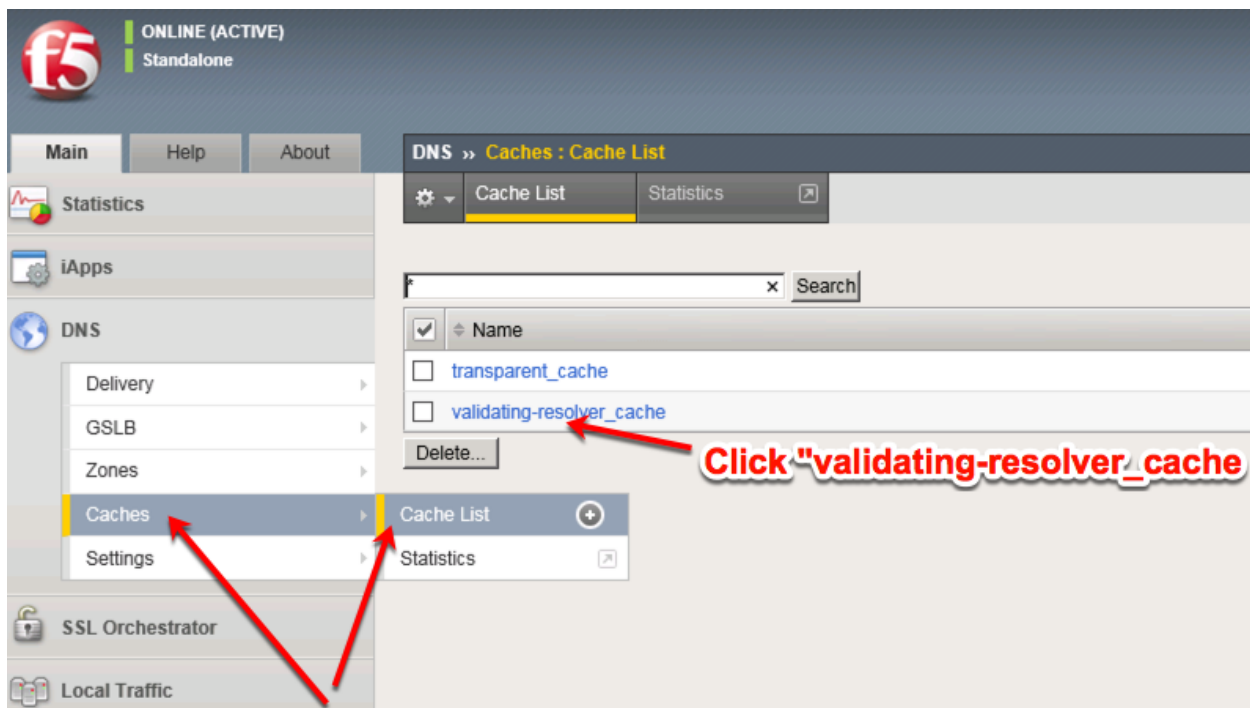 f5
ONLINE (ACTIVE)
Standalone
Main Help About
DNS ›› Caches : Cache List
Cache List Statistics
Statistics
iApps
DNS
Delivery
GSLB
Zones
Caches
Settings
SSL Orchestrator
Local Traffic
* × Search
Name
transparent_cache
validating-resolver_cache
Delete...
Click "validating-resolver_cache
Cache List
Statistics